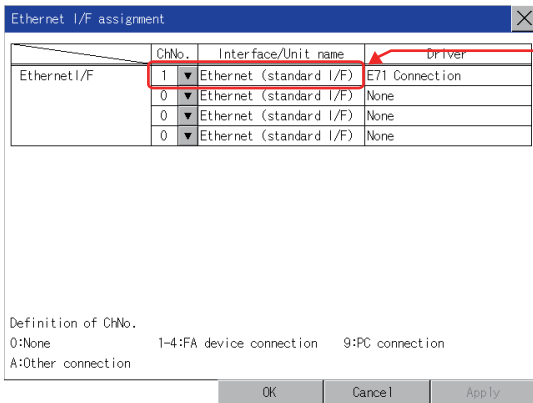 Ethernet I/F assignment
ChNo. Interface/Unit name Driver
EthernetI/F 1 ▼ Ethernet (standard I/F) E71 Connection
0 ▼ Ethernet (standard I/F) None
0 ▼ Ethernet (standard I/F) None
0 ▼ Ethernet (standard I/F) None
Definition of ChNo.
0:None 1-4:FA device connection 9:PC connection
A:Other connection
OK Cancel Apply